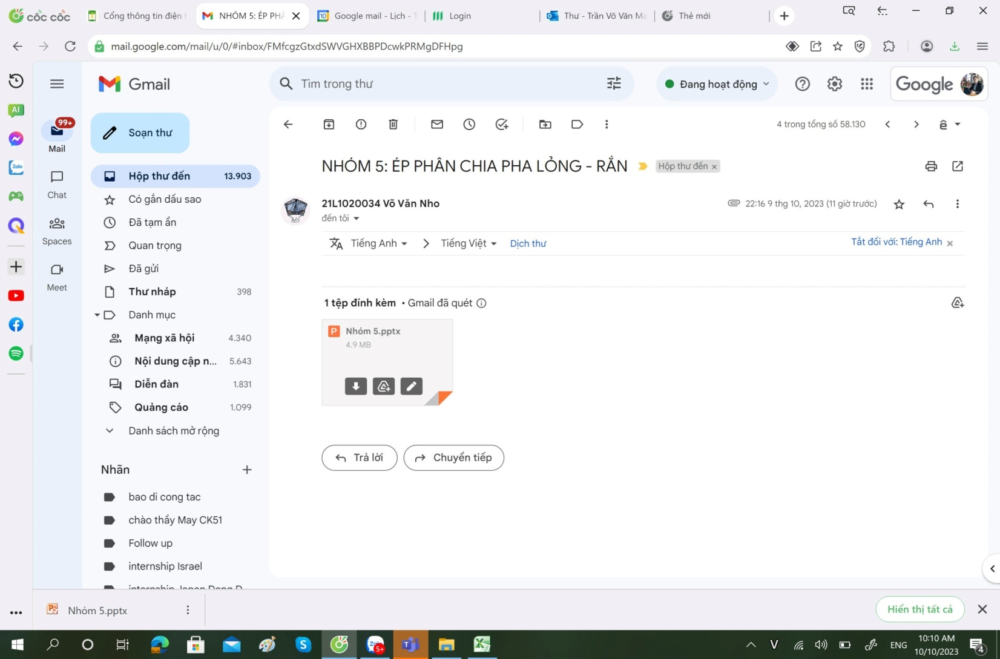 cốc cốc
Cổng thông tin điện t
NHÓM 5: ÉP PHÂ
Google mail - Lịch - T
Login
Thư - Trần Võ Văn Ma
Thẻ mới
mail.google.com/mail/u/0/#inbox/FMfcgzGtxdSWVGHXBBPDcwkPRMgDFHpg
Gmail
Tìm trong thư
Đang hoạt động
Google
AI
99+
Mail
Zalo
Chat
Spaces
Meet
Soạn thư
4 trong tổng số 58.130
Hộp thư đến 13.903
Có gắn dấu sao
Đã tạm ẩn
Quan trọng
Đã gửi
Thư nháp 398
Danh mục
Mạng xã hội 4.340
Nội dung cập n... 5.643
Diễn đàn 1.831
Quảng cáo 1.099
Danh sách mở rộng
Nhãn
bao di cong tac
chào thầy May CK51
Follow up
internship Israel
NHÓM 5: ÉP PHÂN CHIA PHA LỎNG - RẮN
Hộp thư đến
21L1020034 Võ Văn Nho
22:16 9 thg 10, 2023 (11 giờ trước)
đến tôi
Tiếng Anh
Tiếng Việt
Dịch thư
Tắt đối với: Tiếng Anh
1 tệp đính kèm • Gmail đã quét
P Nhóm 5.pptx
4.9 MB
Trả lời
Chuyển tiếp
Nhóm 5.pptx
Hiển thị tất cả
5+
V
ENG
10:10 AM
10/10/2023
4